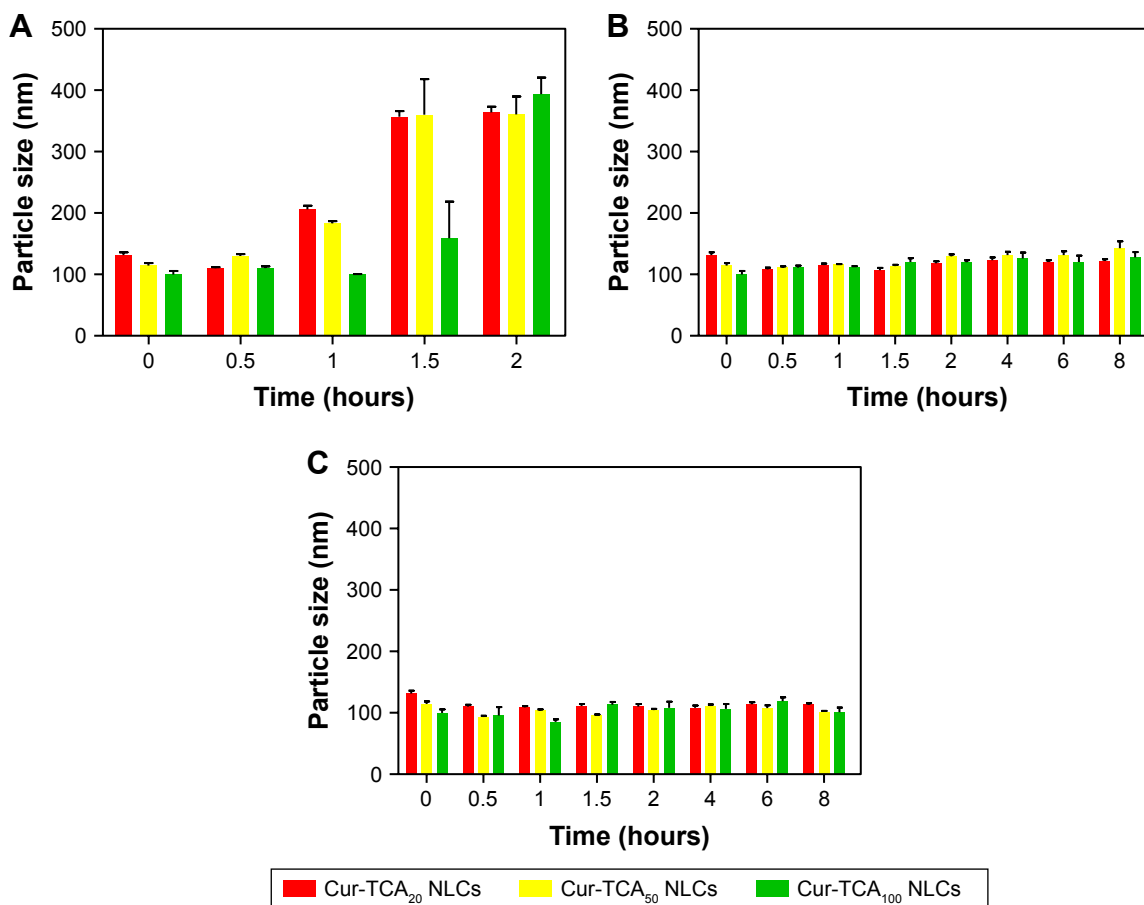 A
Particle size (nm)
500
400
300
200
100
0
0 0.5 1 1.5 2
Time (hours)
B
Particle size (nm)
500
400
300
200
100
0
0 0.5 1 1.5 2 4 6 8
Time (hours)
C
Particle size (nm)
500
400
300
200
100
0
0 0.5 1 1.5 2 4 6 8
Time (hours)
Cur-TCA₂₀ NLCs Cur-TCA₅₀ NLCs Cur-TCA₁₀₀ NLCs